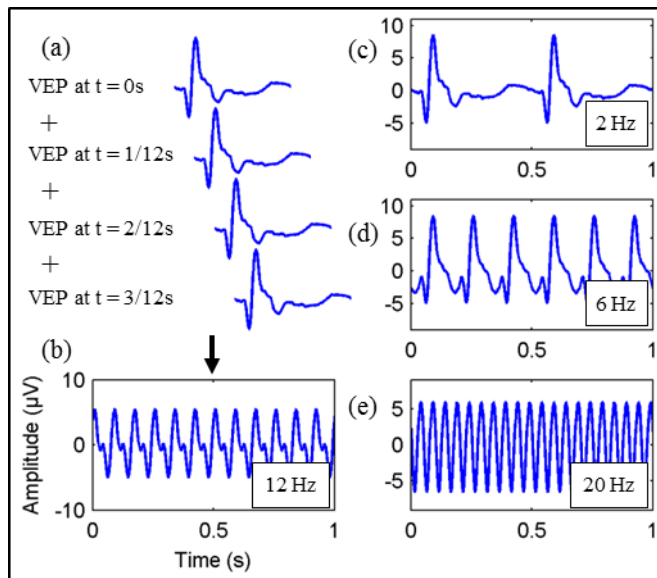 (a)
VEP at t = 0s
+
VEP at t = 1/12s
+
VEP at t = 2/12s
+
VEP at t = 3/12s
(b)
10
0
-10
Amplitude (µV)
12 Hz
0 0.5 1
Time (s)
(c)
10
5
0
-5
2 Hz
0 0.5 1
(d)
10
5
0
-5
6 Hz
0 0.5 1
(e)
5
0
-5
20 Hz
0 0.5 1